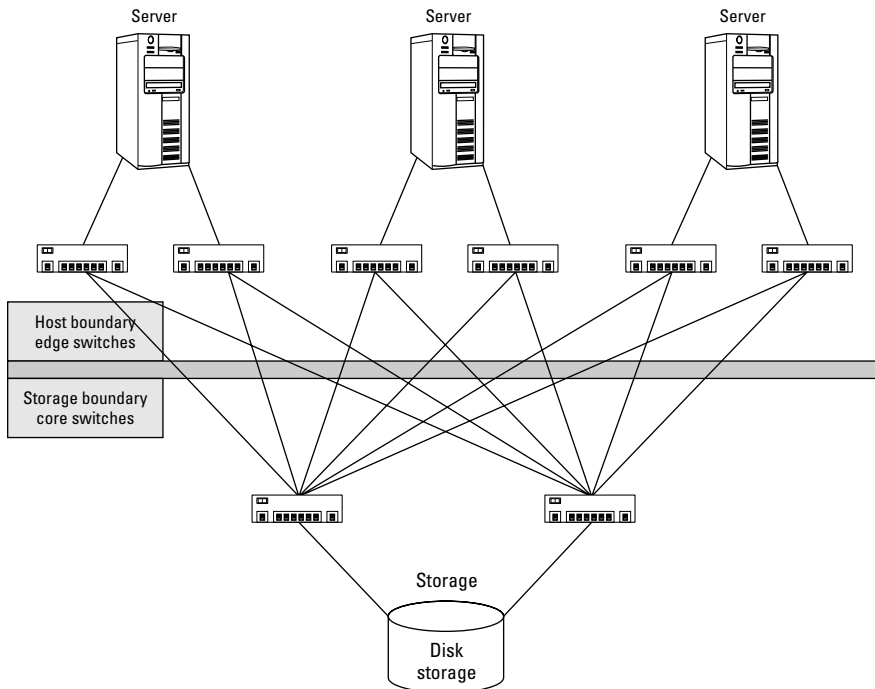 Server
Server
Server
Host boundary
edge switches
Storage boundary
core switches
Storage
Disk
storage